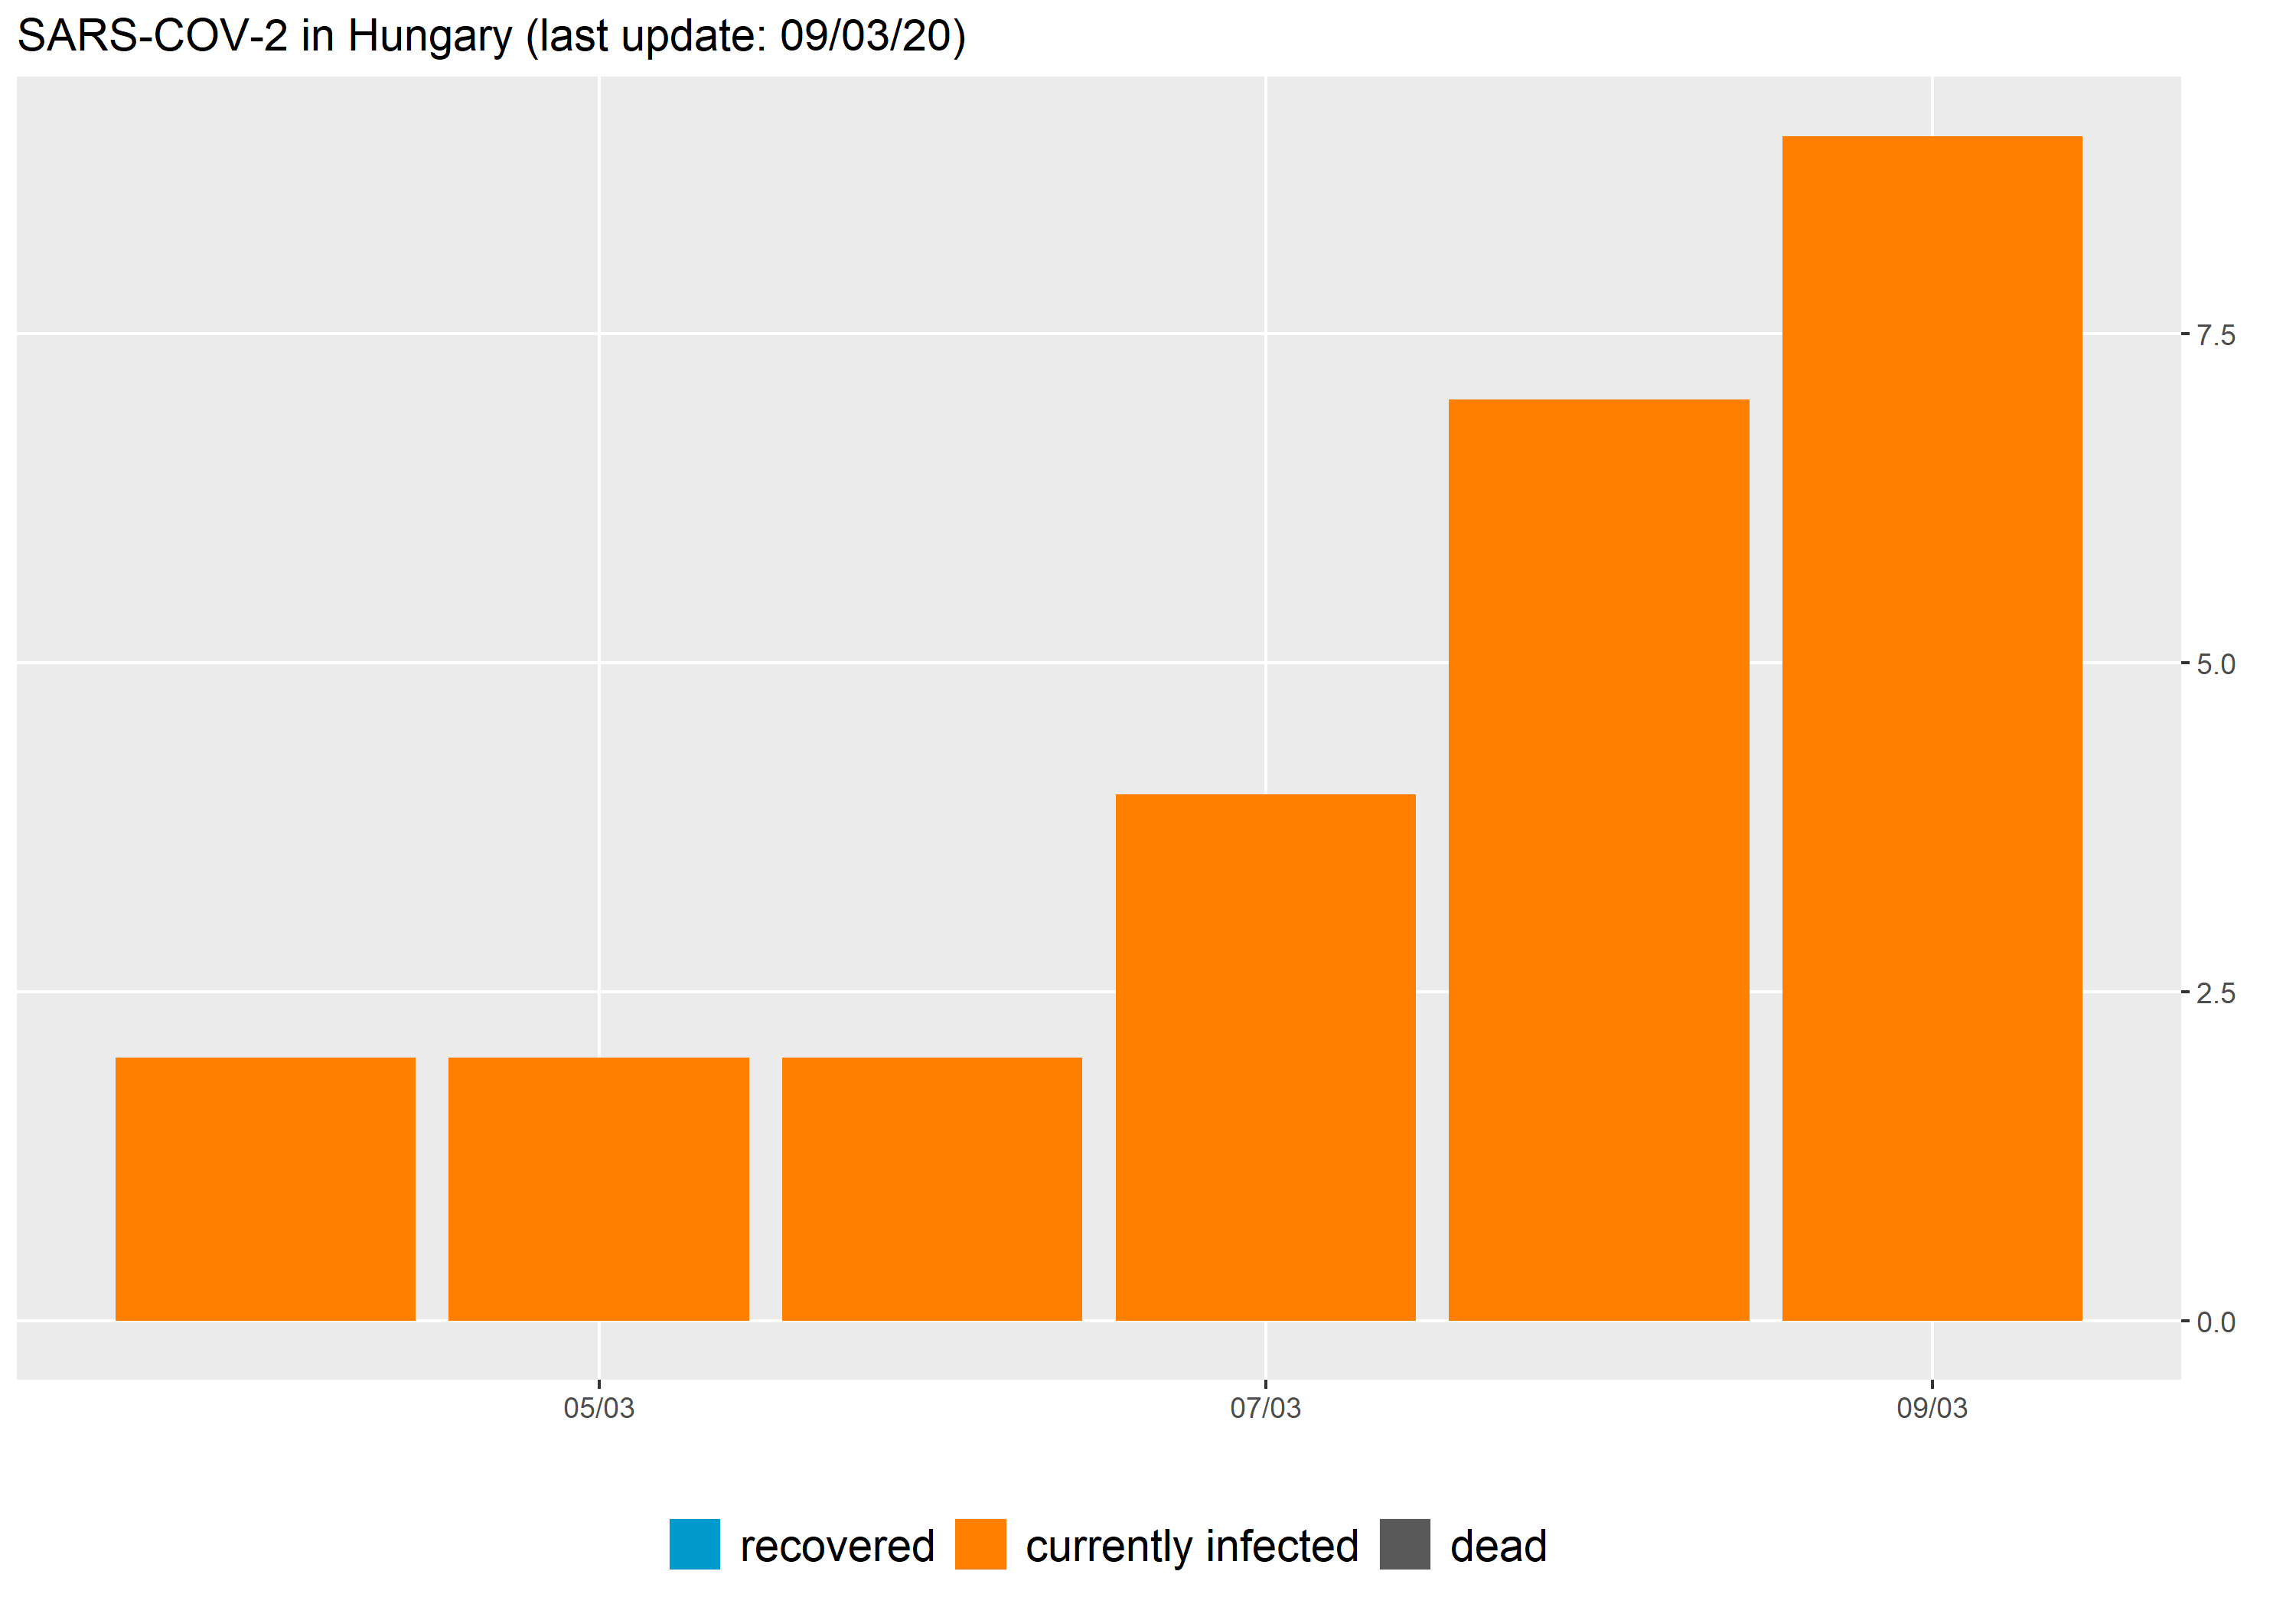 SARS-COV-2 in Hungary (last update: 09/03/20)
7.5
5.0
2.5
0.0
05/03 07/03 09/03
recovered currently infected dead